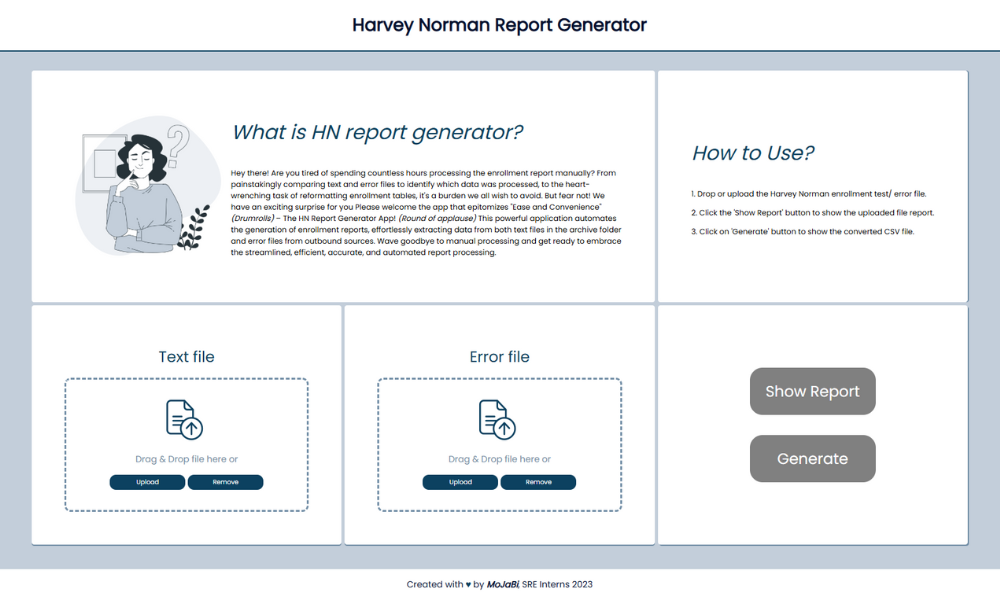 Harvey Norman Report Generator
What is HN report generator?
Hey there! Are you tired of spending countless hours processing the enrollment report manually? From
painstakingly comparing text and error files to identify which data was processed, to the heart-
wrenching task of reformatting enrollment tables, it's a burden we all wish to avoid. But fear not! We
have an exciting surprise for you Please welcome the app that epitomizes "Ease and Convenience"
(Drumrolls) – The HN Report Generator App! (Round of applause) This powerful application automates
the generation of enrollment reports, effortlessly extracting data from both text files in the archive folder
and error files from outbound sources. Wave goodbye to manual processing and get ready to embrace
the streamlined, efficient, accurate, and automated report processing.
How to Use?
1. Drop or upload the Harvey Norman enrollment test/ error file.
2. Click the 'Show Report' button to show the uploaded file report.
3. Click on 'Generate' button to show the converted CSV file.
Text file
Drag & Drop file here or
Upload Remove
Error file
Drag & Drop file here or
Upload Remove
Show Report
Generate
Created with ♥ by MoJaBi, SRE Interns 2023